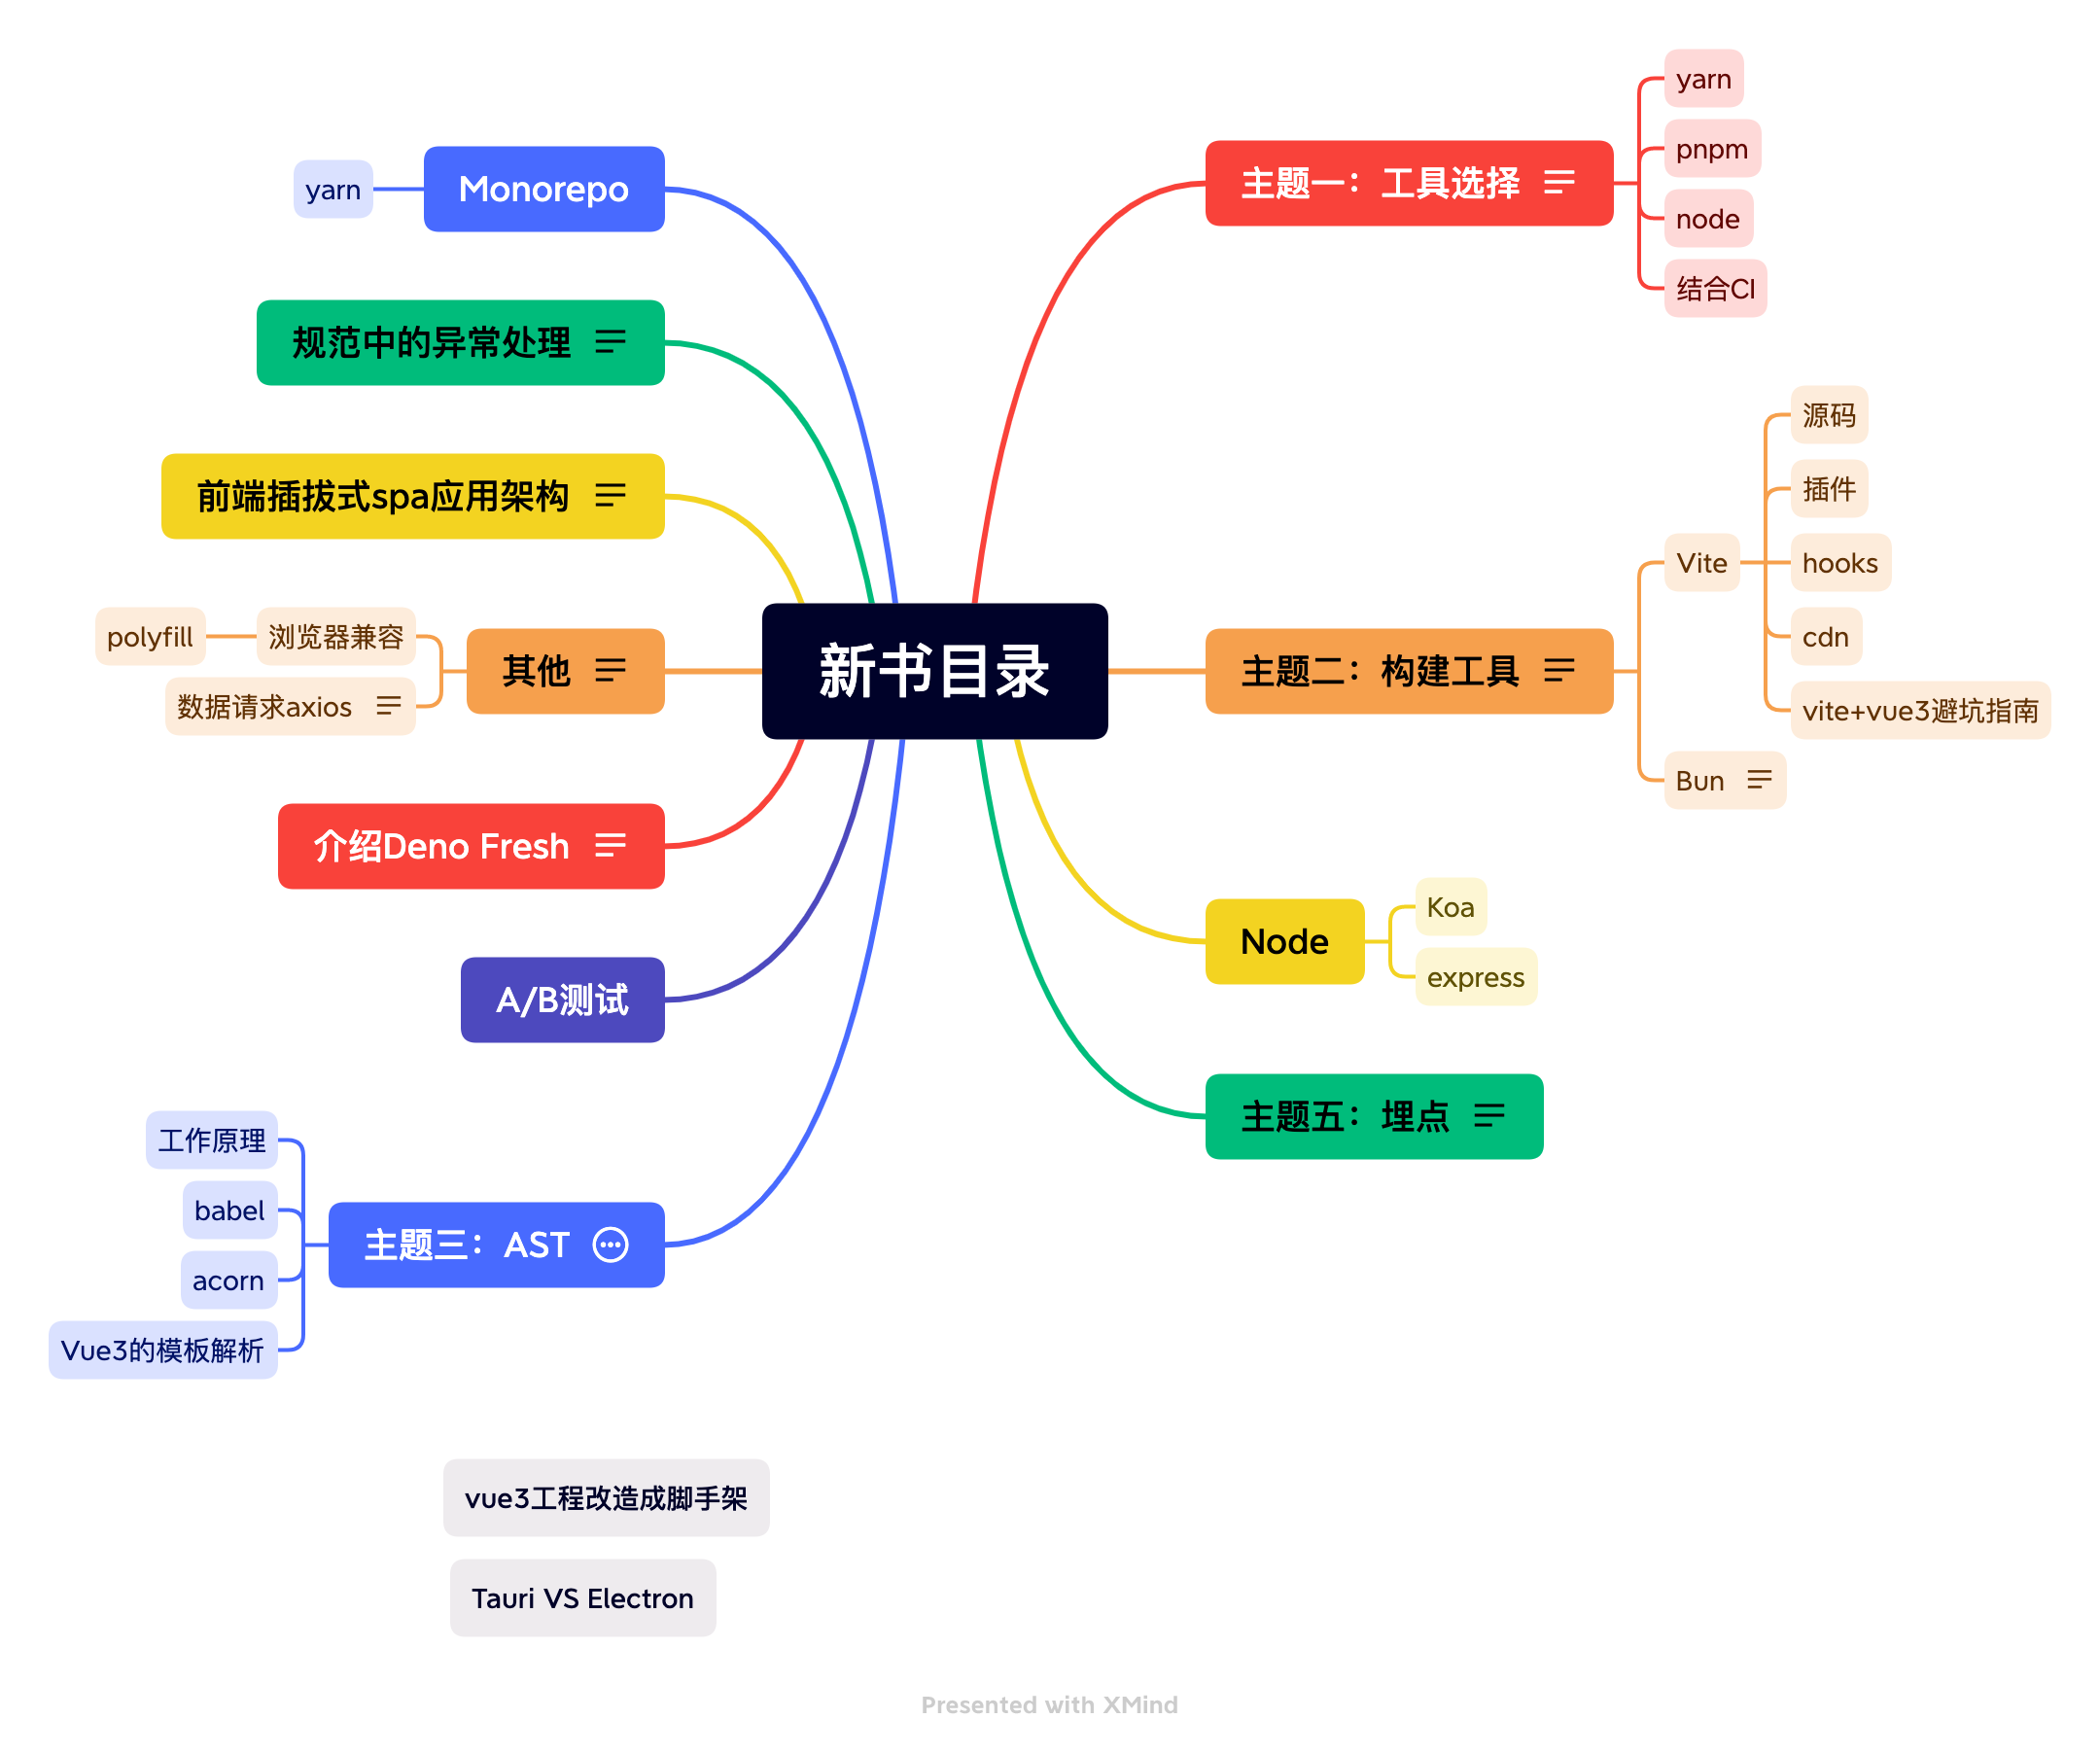 新书目录
主题一：工具选择
yarn
pnpm
node
结合CI
主题二：构建工具
Vite
源码
插件
hooks
cdn
vite+vue3避坑指南
Bun
Node
Koa
express
主题五：埋点
Monorepo
yarn
规范中的异常处理
前端插拔式spa应用架构
其他
浏览器兼容
polyfill
数据请求axios
介绍Deno Fresh
A/B测试
主题三：AST
工作原理
babel
acorn
Vue3的模板解析
vue3工程改造成脚手架
Tauri VS Electron
Presented with XMind